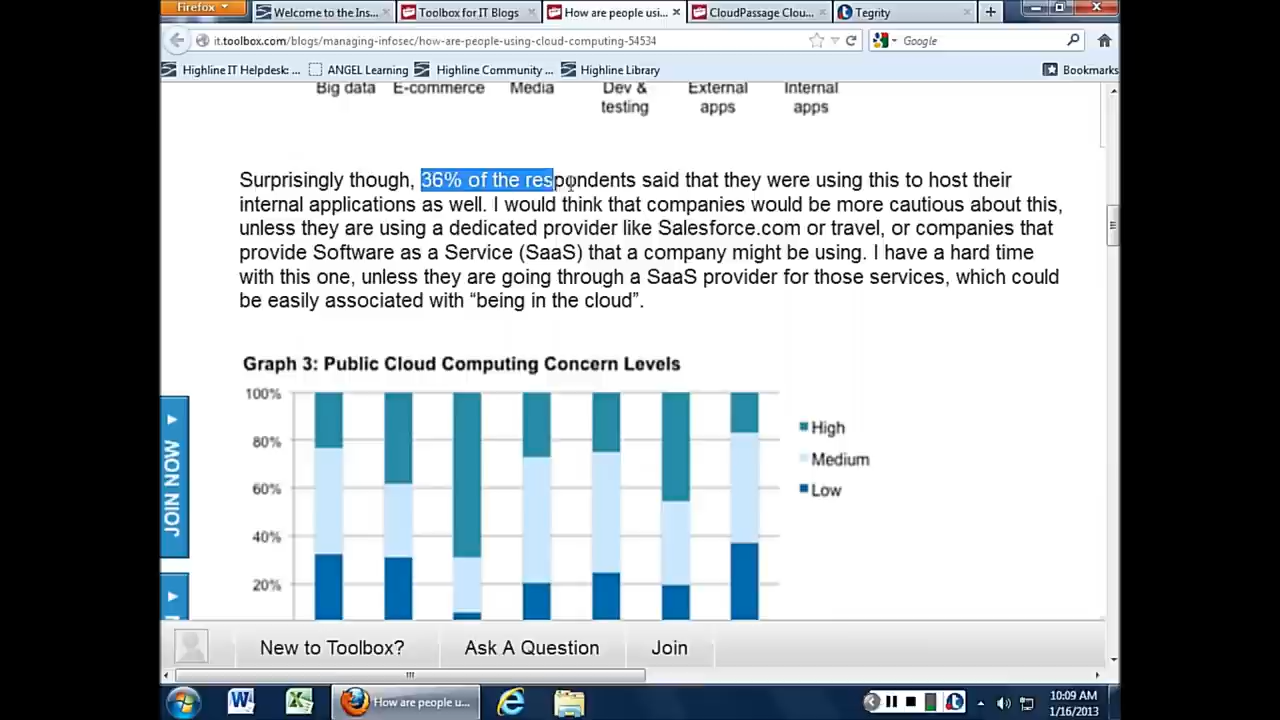 Firefox
Welcome to the Ins...
Toolbox for IT Blogs
How are people usi...
CloudPassage Clou...
Tegrity
it.toolbox.com/blogs/managing-infosec/how-are-people-using-cloud-computing-54534
Google
Highline IT Helpdesk: ...
ANGEL Learning
Highline Community ...
Highline Library
Bookmarks
Big data
E-commerce
Media
Dev & testing
External apps
Internal apps
Surprisingly though, 36% of the respondents said that they were using this to host their
internal applications as well. I would think that companies would be more cautious about this,
unless they are using a dedicated provider like Salesforce.com or travel, or companies that
provide Software as a Service (SaaS) that a company might be using. I have a hard time
with this one, unless they are going through a SaaS provider for those services, which could
be easily associated with “being in the cloud”.
Graph 3: Public Cloud Computing Concern Levels
100%
80%
60%
40%
20%
High
Medium
Low
JOIN NOW
New to Toolbox?
Ask A Question
Join
How are people u...
10:09 AM
1/16/2013